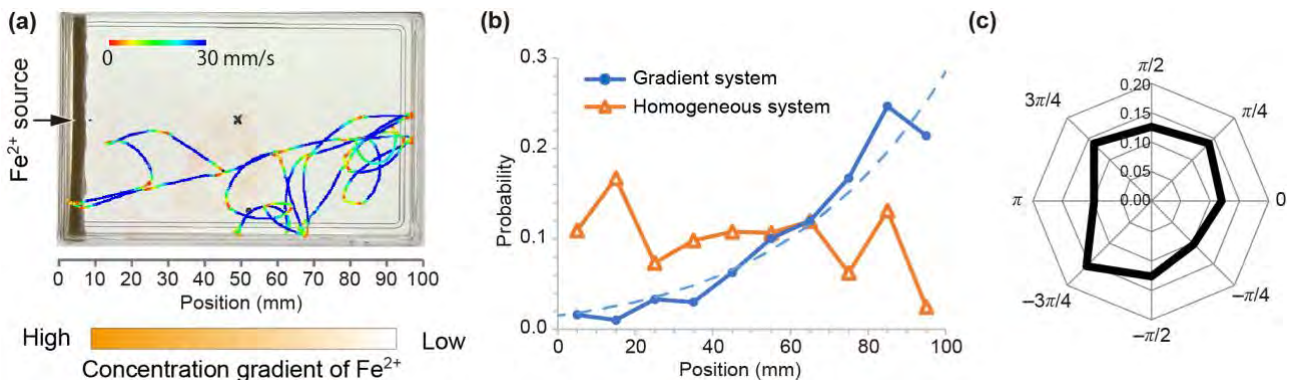 (a)
0
30 mm/s
Fe²⁺ source
x
0 10 20 30 40 50 60 70 80 90 100
Position (mm)
High
Low
Concentration gradient of Fe²⁺
(b)
Probability
0.3
0.2
0.1
0.0
Gradient system
Homogeneous system
0 20 40 60 80 100
Position (mm)
(c)
π/2
3π/4
π/4
π
0
−3π/4
−π/4
−π/2
0.20
0.15
0.10
0.05
0.00